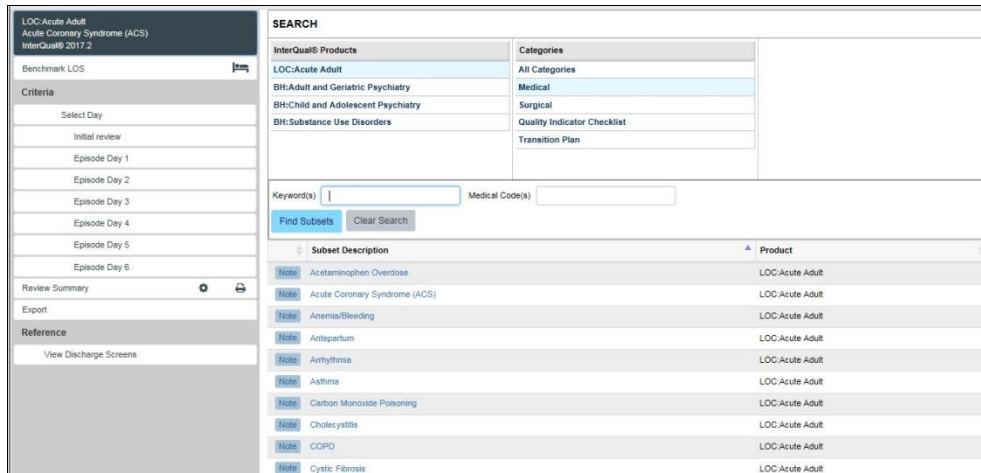 LOC:Acute Adult
Acute Coronary Syndrome (ACS)
InterQual® 2017.2
Benchmark LOS
Criteria
Select Day
Initial review
Episode Day 1
Episode Day 2
Episode Day 3
Episode Day 4
Episode Day 5
Episode Day 6
Review Summary
Export
Reference
View Discharge Screens
SEARCH
InterQual® Products
LOC:Acute Adult
BH:Adult and Geriatric Psychiatry
BH:Child and Adolescent Psychiatry
BH:Substance Use Disorders
Categories
All Categories
Medical
Surgical
Quality Indicator Checklist
Transition Plan
Keyword(s) Medical Code(s)
Find Subsets Clear Search
Subset Description Product
Note Acetaminophen Overdose LOC:Acute Adult
Note Acute Coronary Syndrome (ACS) LOC:Acute Adult
Note Anemia/Bleeding LOC:Acute Adult
Note Antepartum LOC:Acute Adult
Note Arrhythmia LOC:Acute Adult
Note Asthma LOC:Acute Adult
Note Carbon Monoxide Poisoning LOC:Acute Adult
Note Cholecystitis LOC:Acute Adult
Note COPD LOC:Acute Adult
Note Cystic Fibrosis LOC:Acute Adult